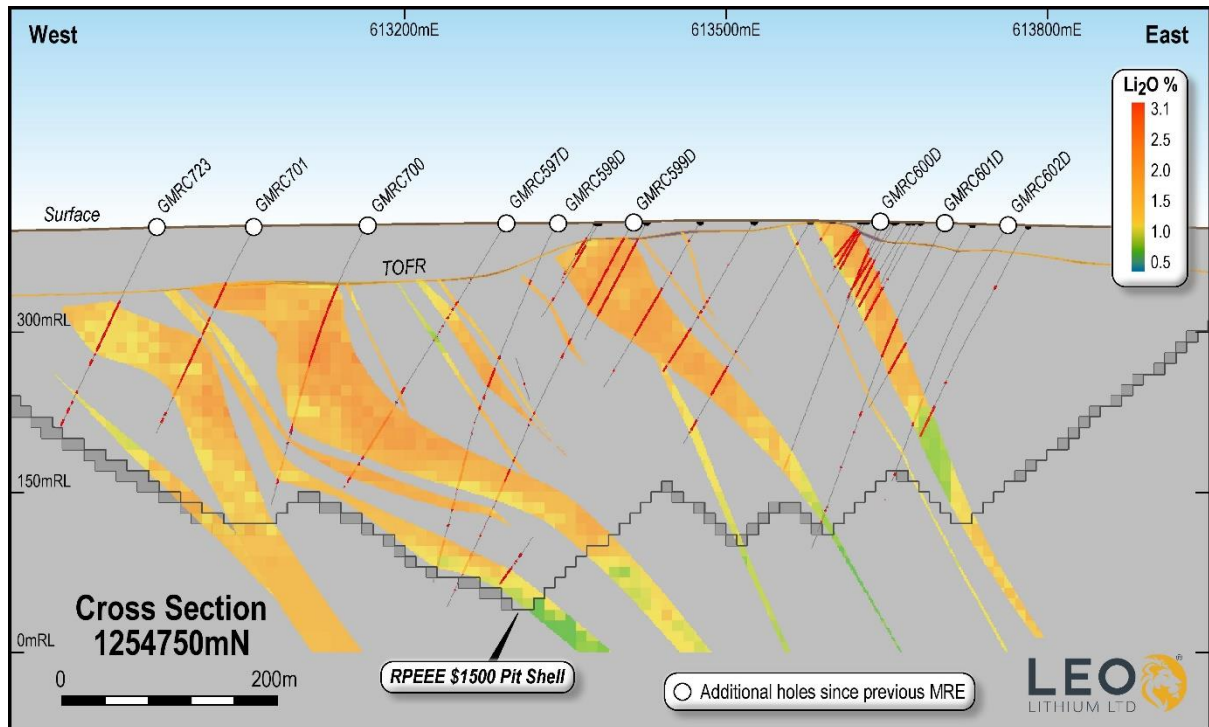 West
613200mE
613500mE
613800mE
East
Li₂O %
3.1
2.5
2.0
1.5
1.0
0.5
GMRC723
GMRC701
GMRC700
GMRC597D
GMRC598D
GMRC599D
GMRC600D
GMRC601D
GMRC602D
Surface
TOFR
300mRL
150mRL
0mRL
Cross Section
1254750mN
0
200m
RPEEE $1500 Pit Shell
Additional holes since previous MRE
LEO
LITHIUM LTD
®